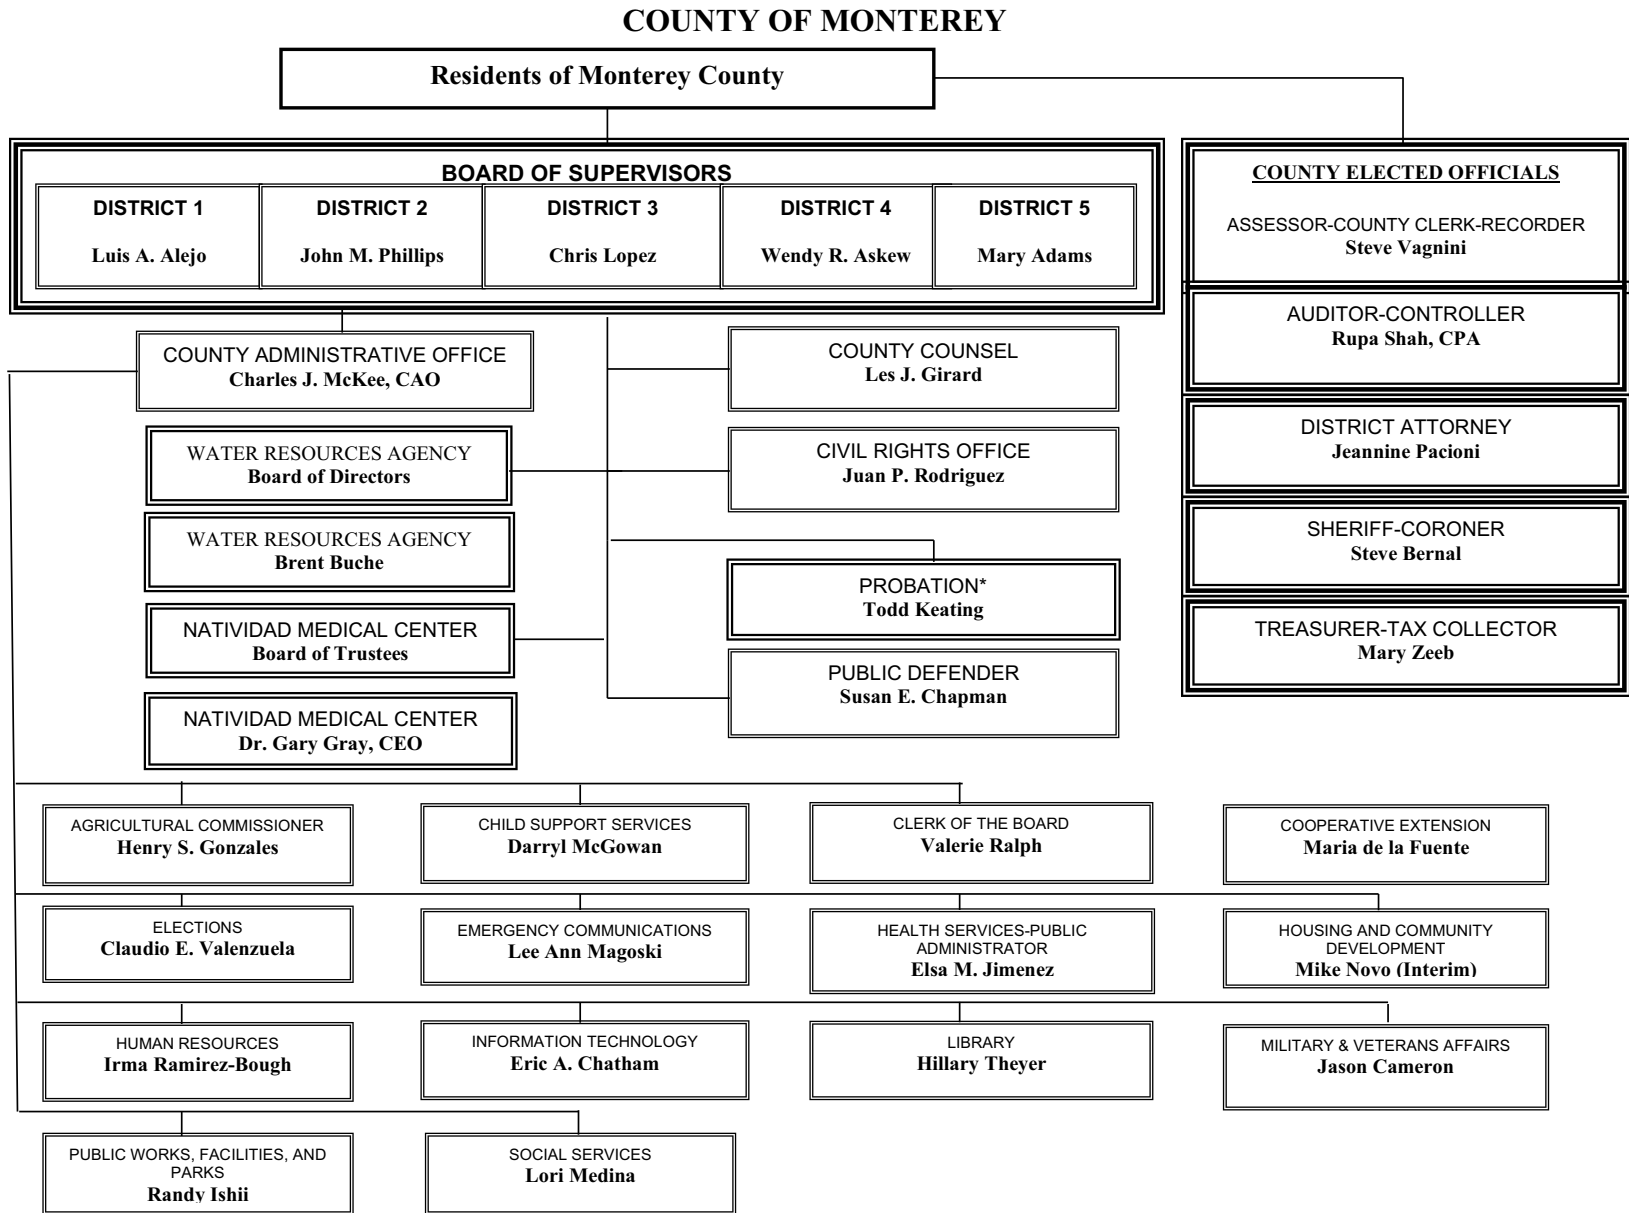 COUNTY OF MONTEREY
Residents of Monterey County
BOARD OF SUPERVISORS
DISTRICT 1
Luis A. Alejo
DISTRICT 2
John M. Phillips
DISTRICT 3
Chris Lopez
DISTRICT 4
Wendy R. Askew
DISTRICT 5
Mary Adams
COUNTY ELECTED OFFICIALS
ASSESSOR-COUNTY CLERK-RECORDER
Steve Vagnini
AUDITOR-CONTROLLER
Rupa Shah, CPA
DISTRICT ATTORNEY
Jeannine Pacioni
SHERIFF-CORONER
Steve Bernal
TREASURER-TAX COLLECTOR
Mary Zeeb
COUNTY ADMINISTRATIVE OFFICE
Charles J. McKee, CAO
WATER RESOURCES AGENCY
Board of Directors
WATER RESOURCES AGENCY
Brent Buche
NATIVIDAD MEDICAL CENTER
Board of Trustees
NATIVIDAD MEDICAL CENTER
Dr. Gary Gray, CEO
COUNTY COUNSEL
Les J. Girard
CIVIL RIGHTS OFFICE
Juan P. Rodriguez
PROBATION*
Todd Keating
PUBLIC DEFENDER
Susan E. Chapman
AGRICULTURAL COMMISSIONER
Henry S. Gonzales
CHILD SUPPORT SERVICES
Darryl McGowan
CLERK OF THE BOARD
Valerie Ralph
COOPERATIVE EXTENSION
Maria de la Fuente
ELECTIONS
Claudio E. Valenzuela
EMERGENCY COMMUNICATIONS
Lee Ann Magoski
HEALTH SERVICES-PUBLIC
ADMINISTRATOR
Elsa M. Jimenez
HOUSING AND COMMUNITY
DEVELOPMENT
Mike Novo (Interim)
HUMAN RESOURCES
Irma Ramirez-Bough
INFORMATION TECHNOLOGY
Eric A. Chatham
LIBRARY
Hillary Theyer
MILITARY & VETERANS AFFAIRS
Jason Cameron
PUBLIC WORKS, FACILITIES, AND
PARKS
Randy Ishii
SOCIAL SERVICES
Lori Medina